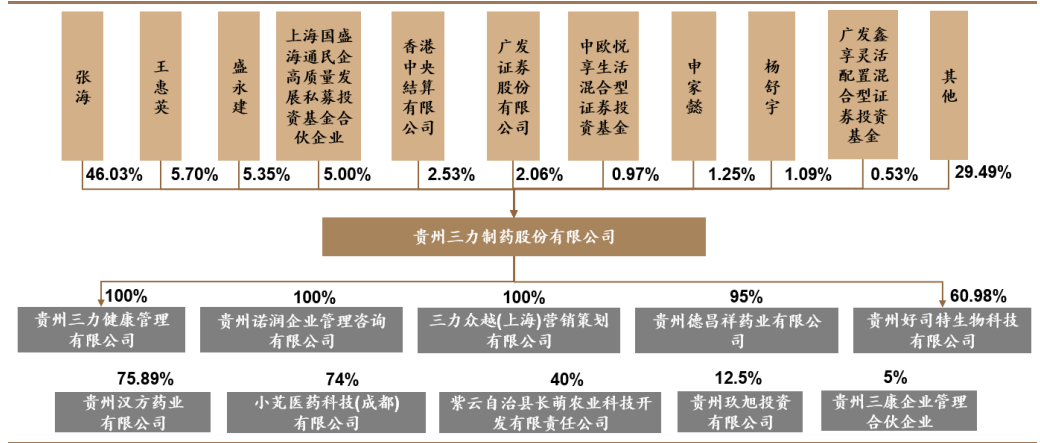 张海
王惠英
盛永建
上海国盛
海通民企
高质量发
展私募投
资基金合
伙企业
香港
中央
结算
有限
公司
广发
证券
股份
有限
公司
中欧悦
享生活
混合型
证券投
资基金
申家懿
杨舒宇
广发鑫
享灵活
配置混
合型证
券投资
基金
其他
46.03%
5.70%
5.35%
5.00%
2.53%
2.06%
0.97%
1.25%
1.09%
0.53%
29.49%
贵州三力制药股份有限公司
100%
100%
100%
95%
60.98%
贵州三力健康管理
有限公司
贵州诺润企业管理咨询
有限公司
三力众越(上海)营销策划
有限公司
贵州德昌祥药业有限公
司
贵州好司特生物科技
有限公司
75.89%
74%
40%
12.5%
5%
贵州汉方药业
有限公司
小芄医药科技(成都)
有限公司
紫云自治县长萌农业科技开
发有限责任公司
贵州玖旭投资
有限公司
贵州三康企业管理
合伙企业